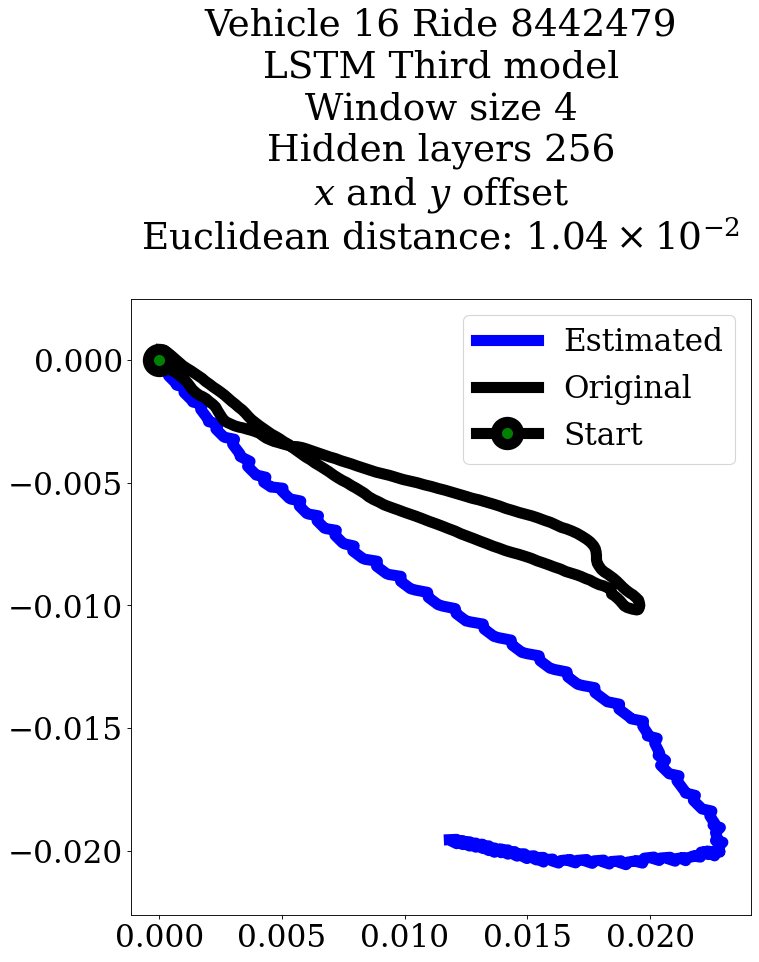 Vehicle 16 Ride 8442479
LSTM Third model
Window size 4
Hidden layers 256
x and y offset
Euclidean distance: 1.04 × 10⁻²
Estimated
Original
Start
0.000
−0.005
−0.010
−0.015
−0.020
0.000 0.005 0.010 0.015 0.020